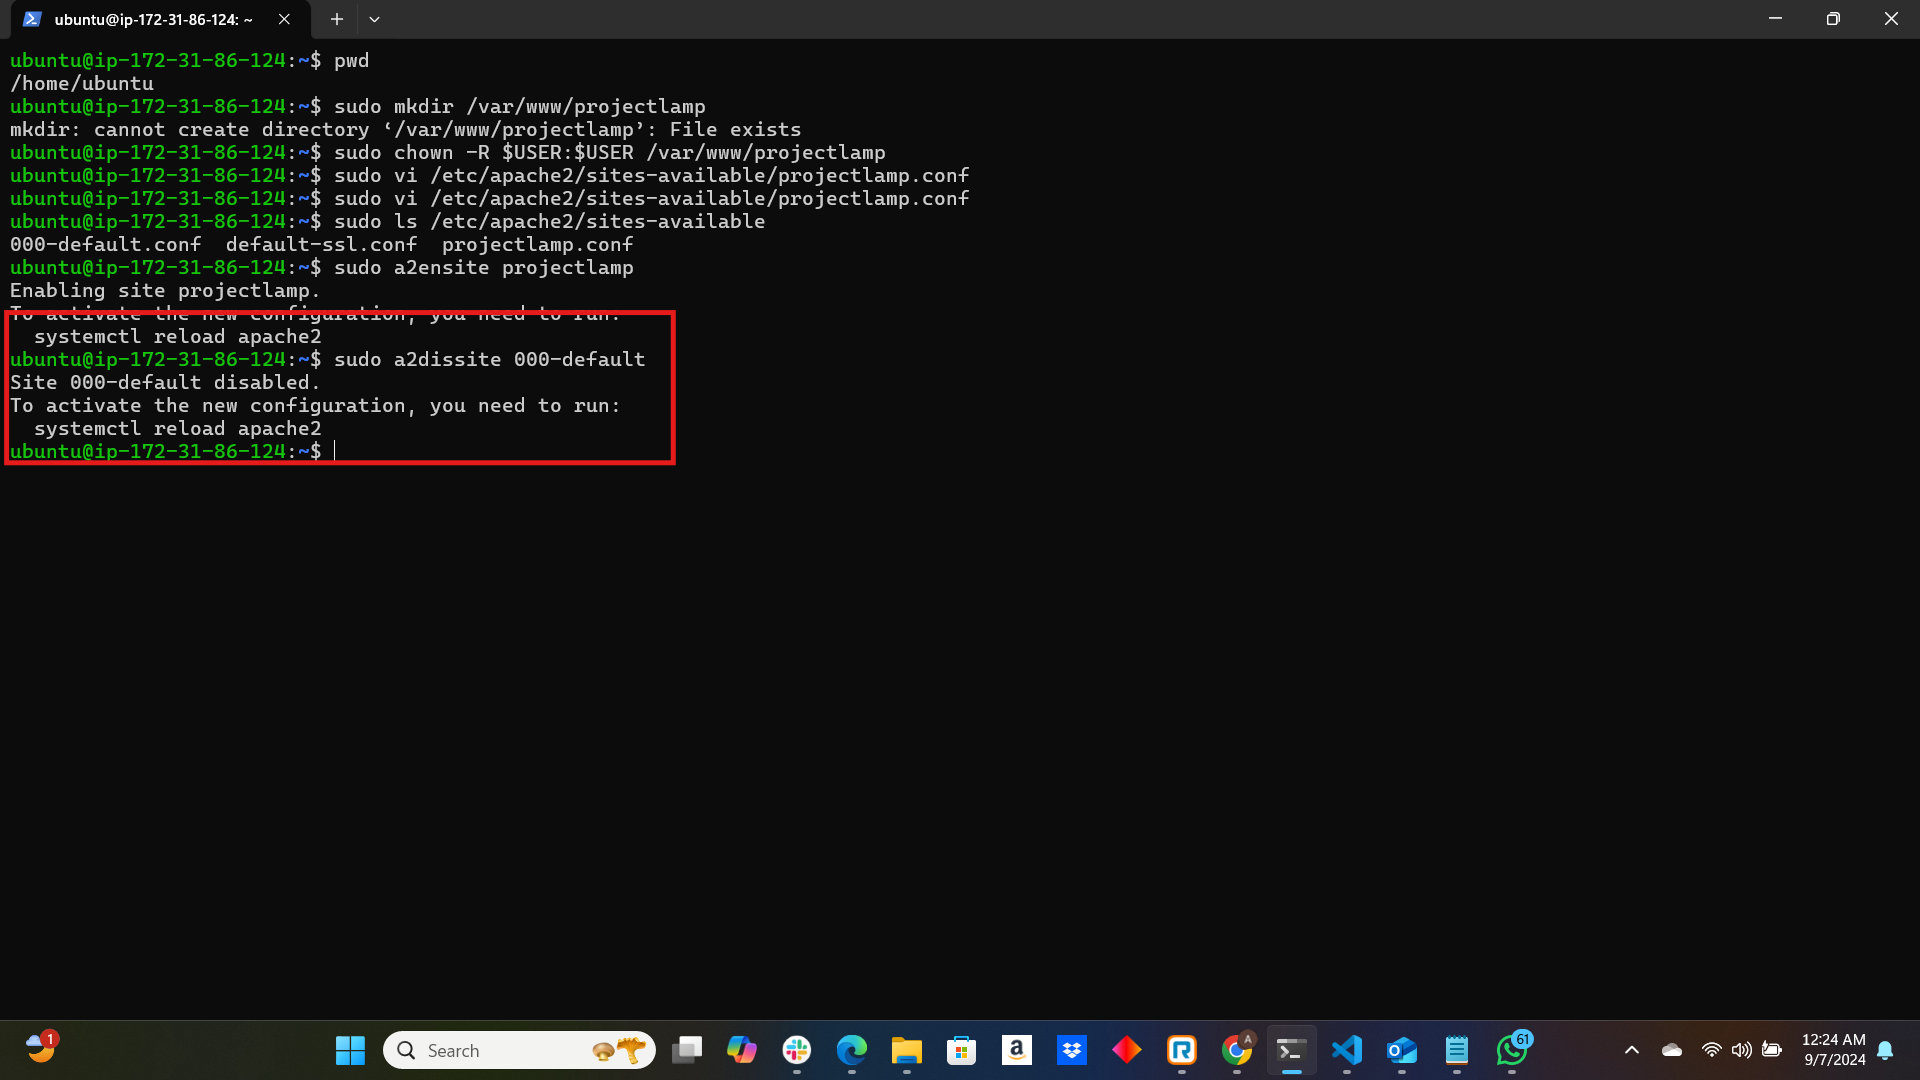 ubuntu@ip-172-31-86-124: ~
ubuntu@ip-172-31-86-124:~$ pwd
/home/ubuntu
ubuntu@ip-172-31-86-124:~$ sudo mkdir /var/www/projectlamp
mkdir: cannot create directory ‘/var/www/projectlamp’: File exists
ubuntu@ip-172-31-86-124:~$ sudo chown -R $USER:$USER /var/www/projectlamp
ubuntu@ip-172-31-86-124:~$ sudo vi /etc/apache2/sites-available/projectlamp.conf
ubuntu@ip-172-31-86-124:~$ sudo vi /etc/apache2/sites-available/projectlamp.conf
ubuntu@ip-172-31-86-124:~$ sudo ls /etc/apache2/sites-available
000-default.conf  default-ssl.conf  projectlamp.conf
ubuntu@ip-172-31-86-124:~$ sudo a2ensite projectlamp
Enabling site projectlamp.
To activate the new configuration, you need to run:
  systemctl reload apache2
ubuntu@ip-172-31-86-124:~$ sudo a2dissite 000-default
Site 000-default disabled.
To activate the new configuration, you need to run:
  systemctl reload apache2
ubuntu@ip-172-31-86-124:~$
1
Search
a
R
A
O
61
12:24 AM
9/7/2024